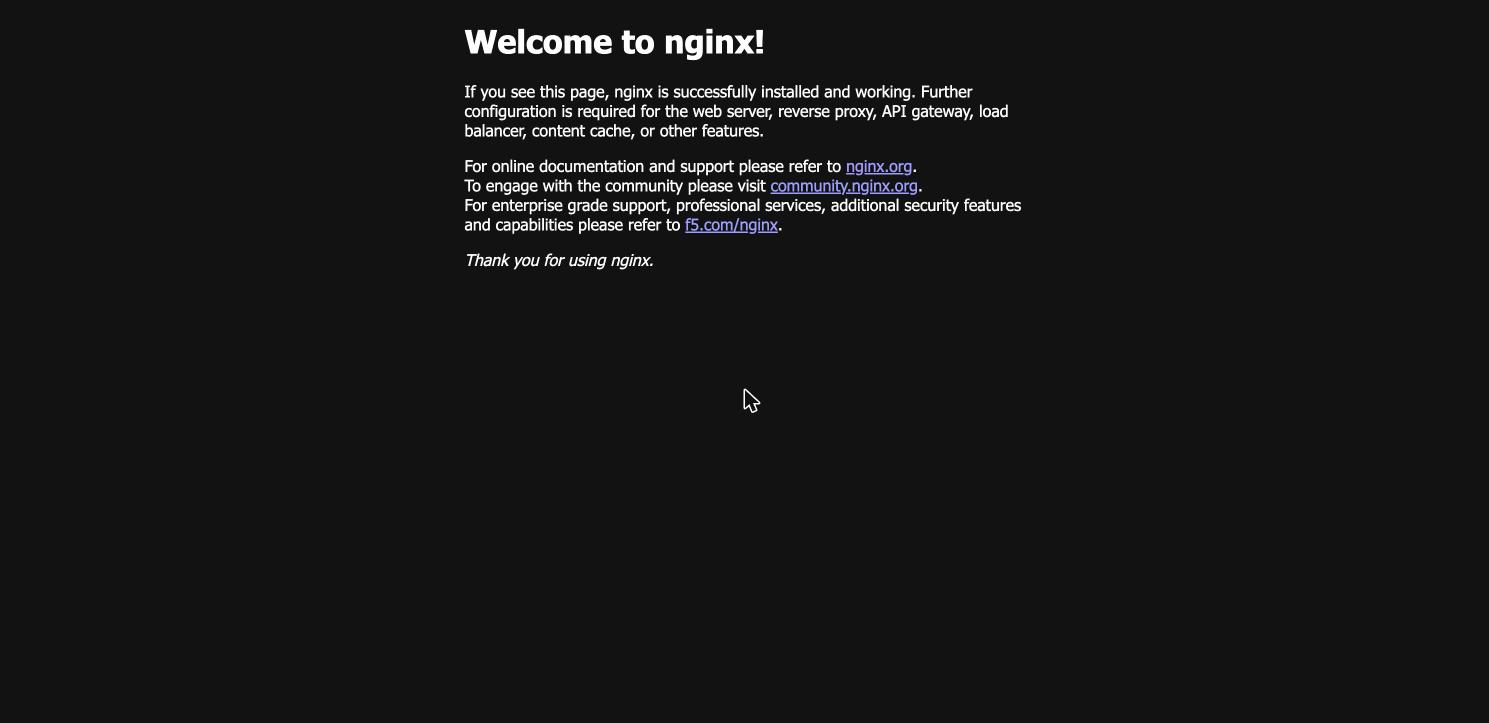 Welcome to nginx!
If you see this page, nginx is successfully installed and working. Further
configuration is required for the web server, reverse proxy, API gateway, load
balancer, content cache, or other features.
For online documentation and support please refer to nginx.org.
To engage with the community please visit community.nginx.org.
For enterprise grade support, professional services, additional security features
and capabilities please refer to f5.com/nginx.
Thank you for using nginx.